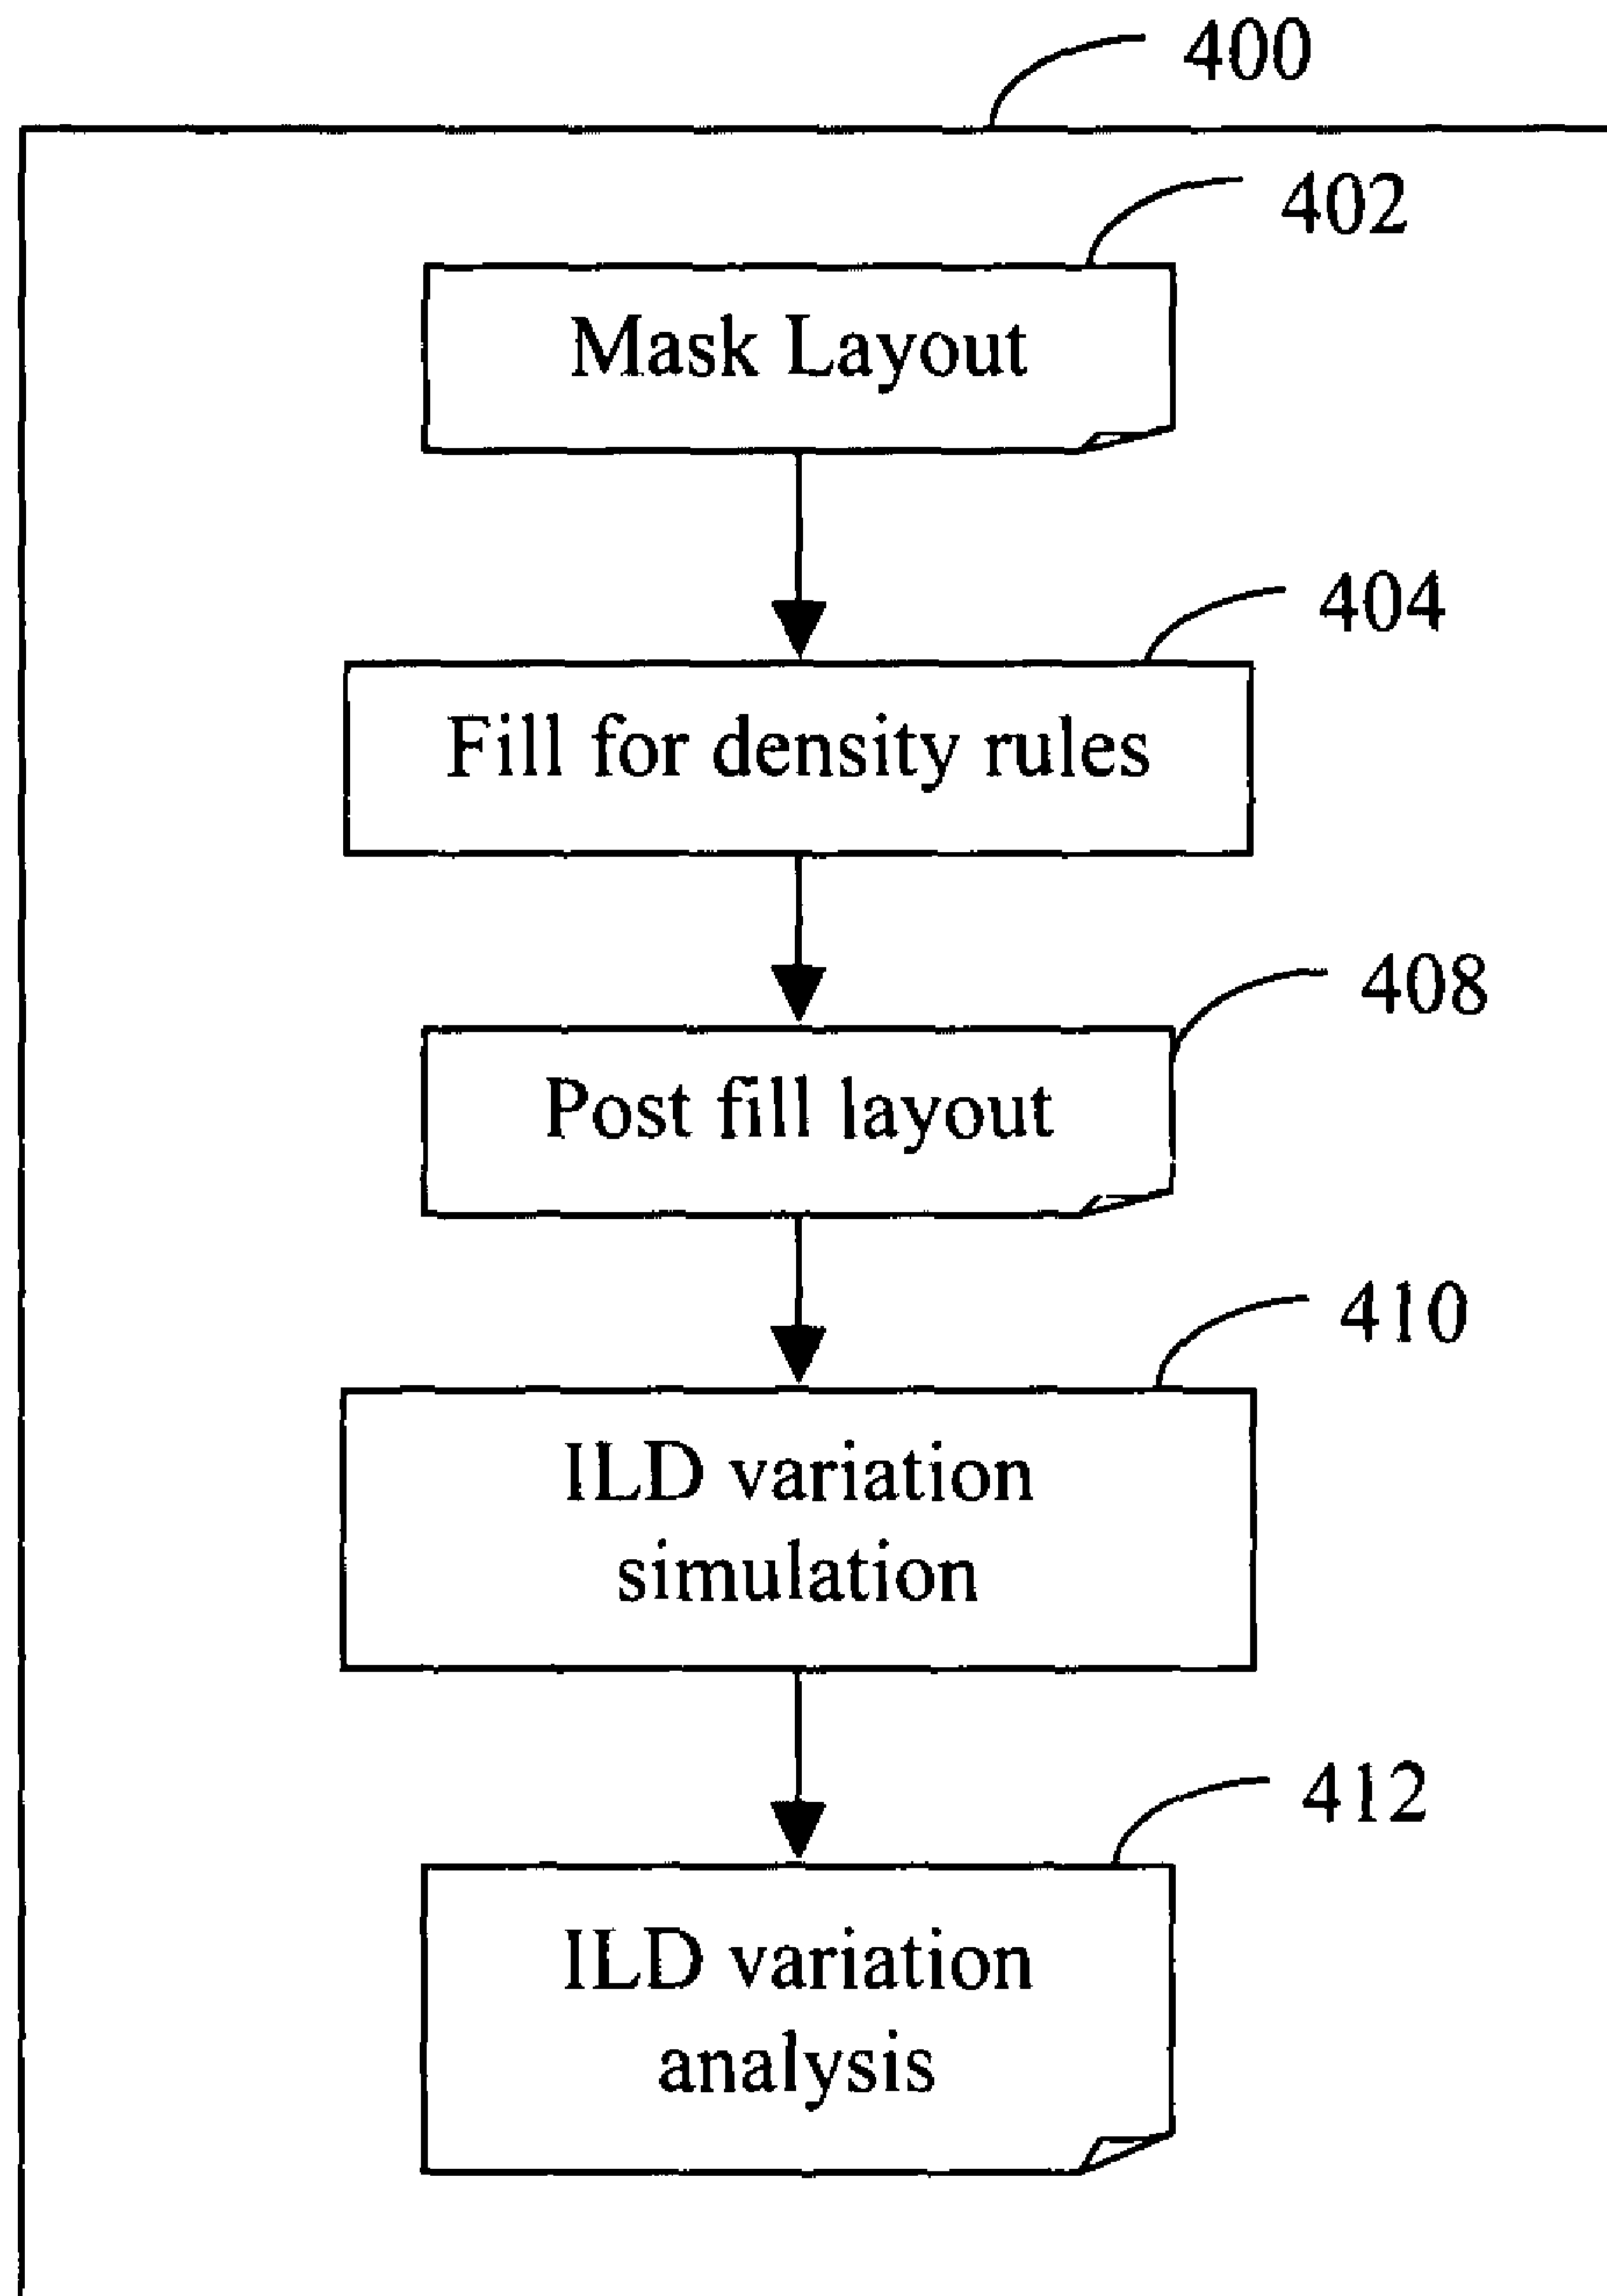 400
402
Mask Layout
404
Fill for density rules
408
Post fill layout
410
ILD variation
simulation
412
ILD variation
analysis